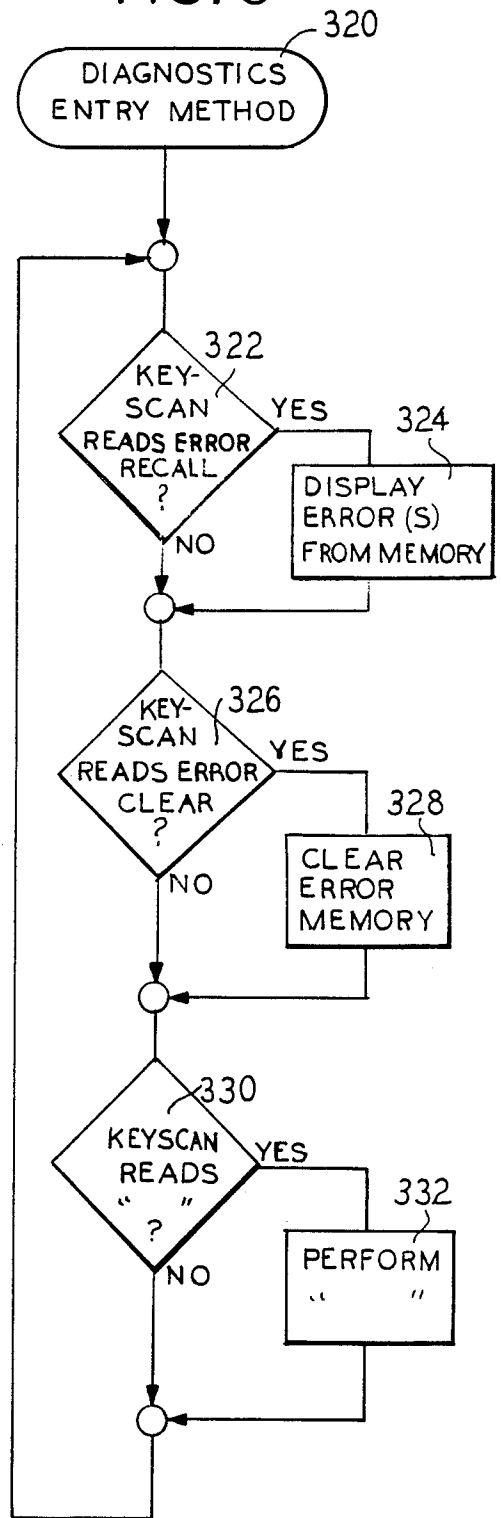 320
DIAGNOSTICS
ENTRY METHOD
322
KEY-
SCAN
READS ERROR
RECALL
?
YES
NO
324
DISPLAY
ERROR (S)
FROM MEMORY
326
KEY-
SCAN
READS ERROR
CLEAR
?
YES
NO
328
CLEAR
ERROR
MEMORY
330
KEYSCAN
READS
“ ”
?
YES
NO
332
PERFORM
“ ”